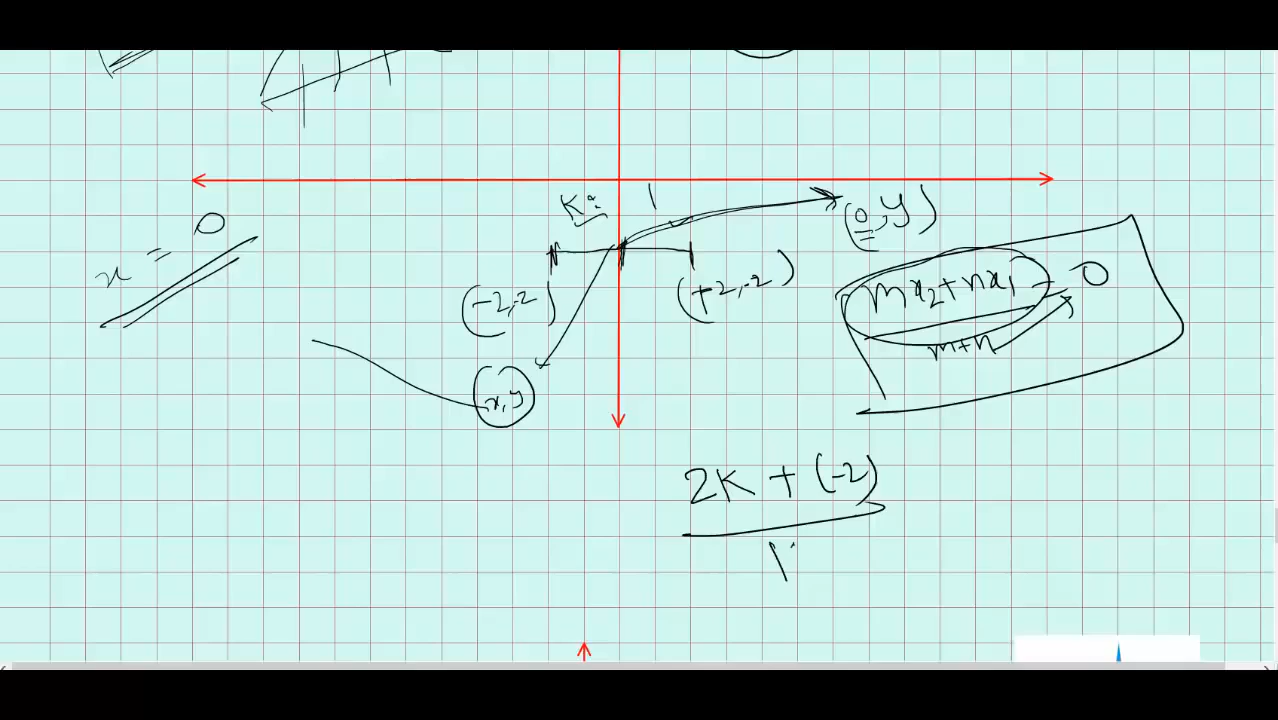 K: 1
(0, y)
x = 0
(-2, -2)
(+2, -2)
mx₂+nx₁ = 0
m+n
x, y
2K + (-2)